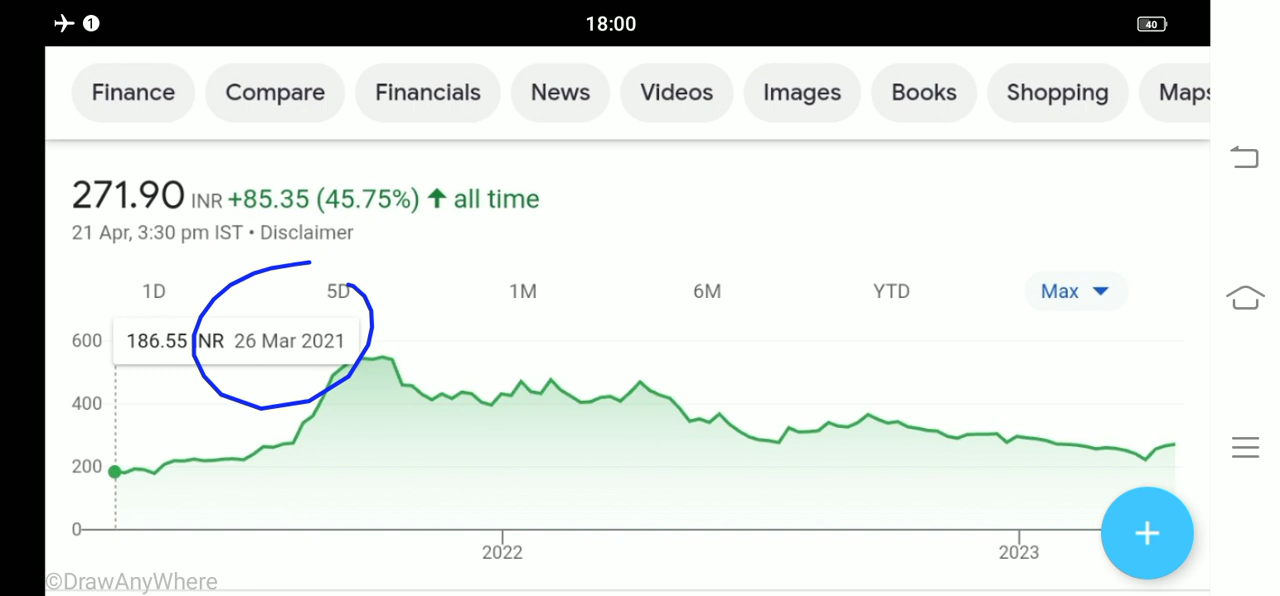 1 18:00 40
Finance Compare Financials News Videos Images Books Shopping Maps
271.90 INR +85.35 (45.75%) ↑ all time
21 Apr, 3:30 pm IST • Disclaimer
1D 5D 1M 6M YTD Max
186.55 INR 26 Mar 2021
600
400
200
0
2022 2023
+
©DrawAnyWhere